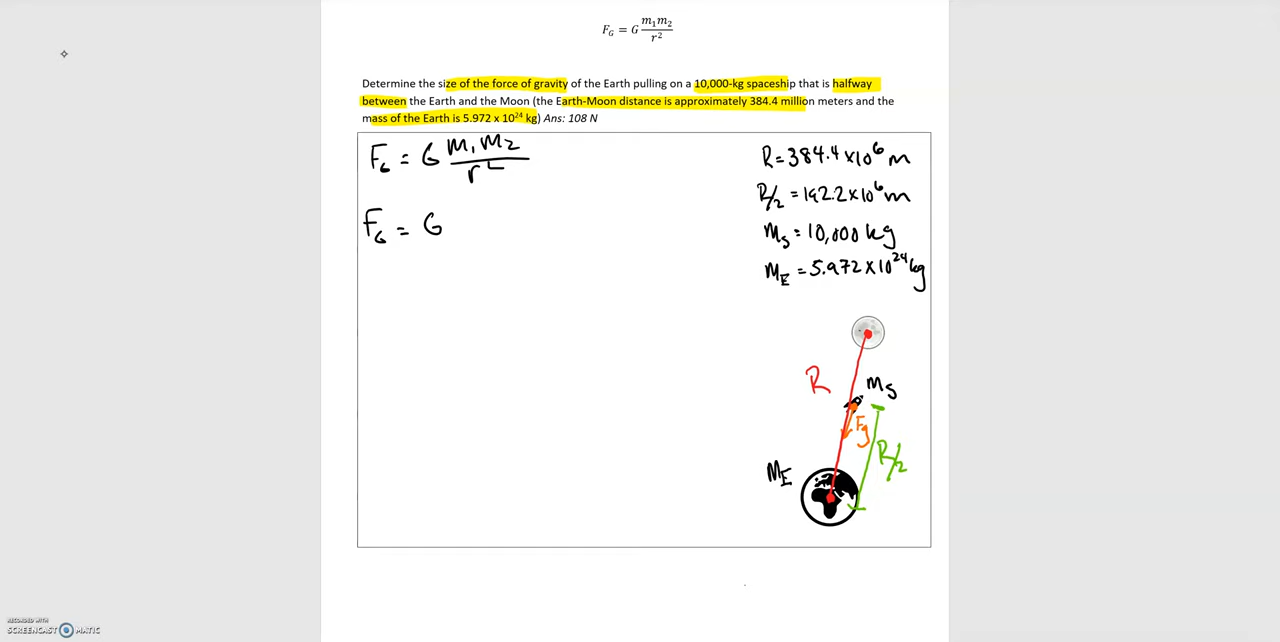 F_G = G m₁m₂/r²
Determine the size of the force of gravity of the Earth pulling on a 10,000-kg spaceship that is halfway
between the Earth and the Moon (the Earth-Moon distance is approximately 384.4 million meters and the
mass of the Earth is 5.972 x 10²⁴ kg) Ans: 108 N
F_G = G m₁m₂/r²
F_G = G
R = 384.4 x 10⁶ m
R/2 = 192.2 x 10⁶ m
m_s = 10,000 kg
M_E = 5.972 x 10²⁴ kg
R
m_s
Fg
R/2
M_E
RECORDED WITH
SCREENCAST MATIC